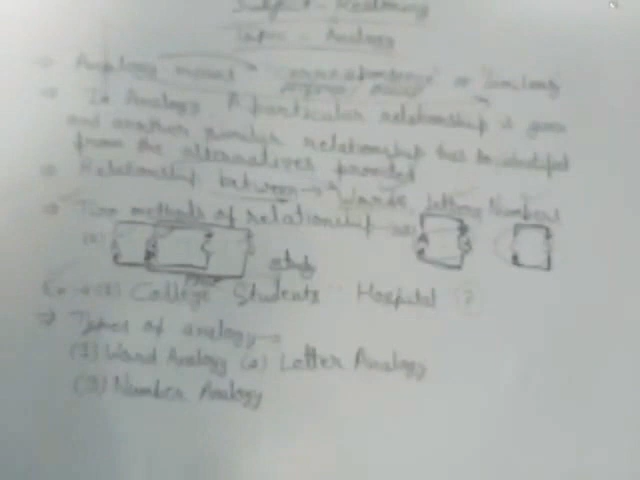 Subject - Reasoning
Topic - Analogy
⇒ Analogy means correspondence or Similarity
⇒ In Analogy A particular relationship is given
and another similar relationship has to
from the alternatives provided
⇒ Relationship between → Words, Letters, Numbers
⇒ Two methods of relationship
study
Ex → (1) College Students Hospital ?
⇒ Types of analogy
(1) Word Analogy (2) Letter Analogy
(3) Number Analogy